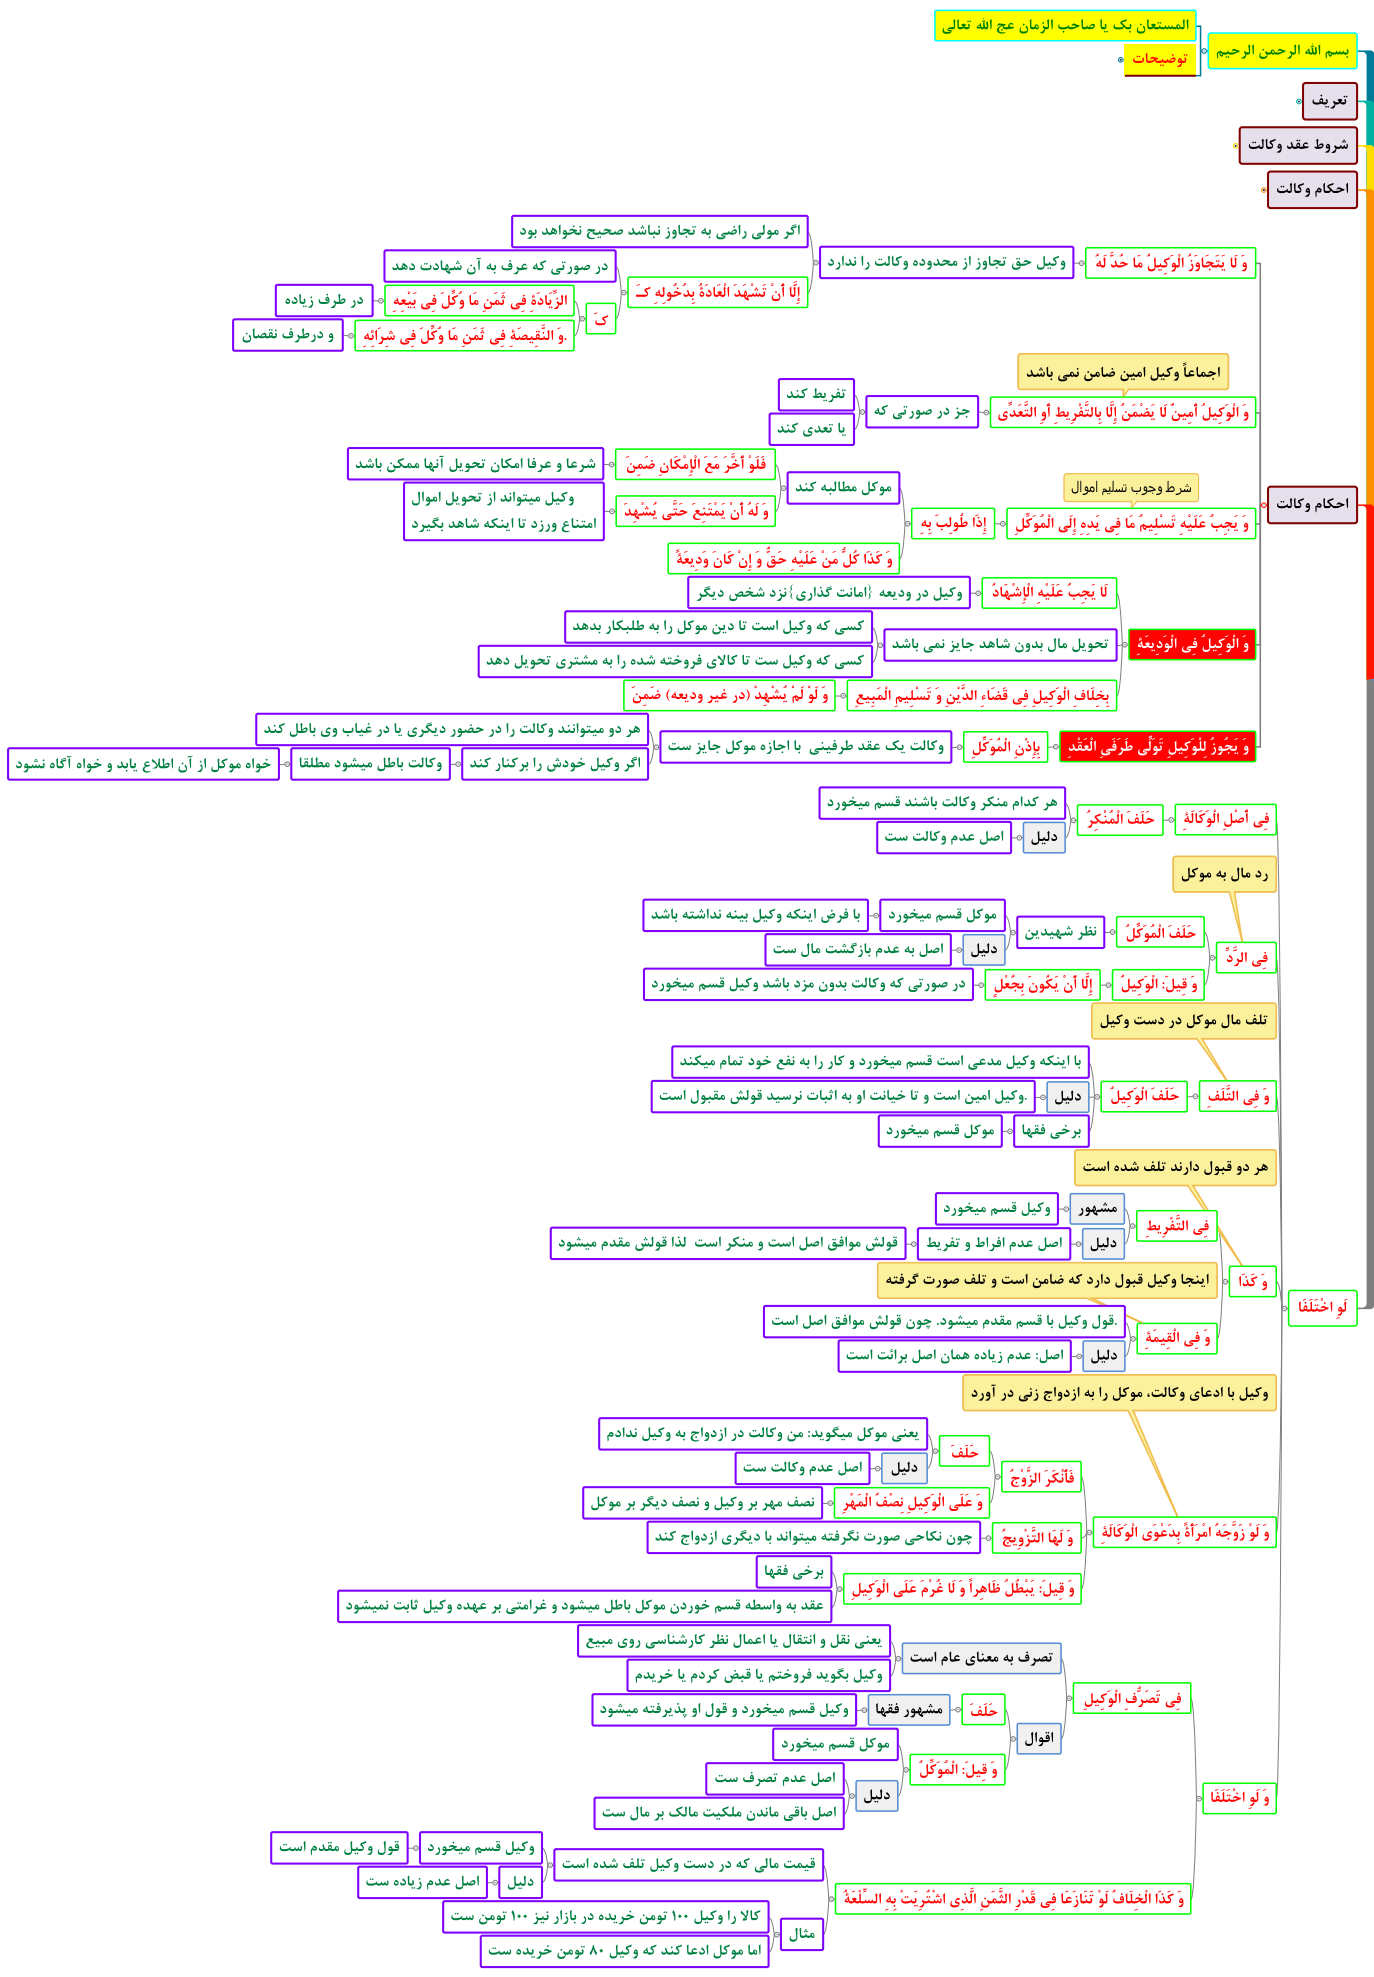 بسم الله الرحمن الرحیم
المستعان بک یا صاحب الزمان عج الله تعالی
توضیحات
تعریف
شروط عقد وکالت
احکام وکالت
احکام وکالت
وَ لَا یَتَجَاوَزُ الْوَکِیلُ مَا حُدَّ لَهُ
وکیل حق تجاوز از محدوده وکالت را ندارد
اگر مولی راضی به تجاوز نباشد صحیح نخواهد بود
إِلَّا أَنْ تَشْهَدَ الْعَادَةُ بِدُخُولِهِ کـَ
در صورتی که عرف به آن شهادت دهد
کَ
الزِّیَادَةِ فِی ثَمَنِ مَا وُکِّلَ فِی بَیْعِهِ
در طرف زیاده
وَ النَّقِیصَةِ فِی ثَمَنِ مَا وُکِّلَ فِی شِرَائِهِ.
و درطرف نقصان
اجماعاً وکیل امین ضامن نمی باشد
وَ الْوَکِیلُ أَمِینٌ لَا یَضْمَنُ إِلَّا بِالتَّفْرِیطِ أَوِ التَّعَدِّی
جز در صورتی که
تفریط کند
یا تعدی کند
شرط وجوب تسلیم اموال
وَ یَجِبُ عَلَیْهِ تَسْلِیمُ مَا فِی یَدِهِ إِلَی الْمُوَکِّلِ
إِذَا طُولِبَ بِهِ
موکل مطالبه کند
فَلَوْ أَخَّرَ مَعَ الْإِمْکَانِ ضَمِنَ
شرعا و عرفا امکان تحویل آنها ممکن باشد
وَ لَهُ أَنْ یَمْتَنِعَ حَتَّی یُشْهِدَ
وکیل میتواند از تحویل اموال
امتناع ورزد تا اینکه شاهد بگیرد
وَ کَذَا کُلُّ مَنْ عَلَیْهِ حَقٌّ وَ إِنْ کَانَ وَدِیعَةً
وَ الْوَکِیلُ فِی الْوَدِیعَةِ
لَا یَجِبُ عَلَیْهِ الْإِشْهَادُ
وکیل در ودیعه {امانت گذاری}نزد شخص دیگر
تحویل مال بدون شاهد جایز نمی باشد
کسی که وکیل است تا دین موکل را به طلبکار بدهد
کسی که وکیل ست تا کالای فروخته شده را به مشتری تحویل دهد
بِخِلَافِ الْوَکِیلِ فِی قَضَاءِ الدَّیْنِ وَ تَسْلِیمِ الْمَبِیعِ
وَ لَوْ لَمْ یُشْهِدْ (در غیر ودیعه) ضَمِنَ
وَ یَجُوزُ لِلْوَکِیلِ تَوَلِّی طَرَفَیِ الْعَقْدِ
بِإِذْنِ الْمُوَکِّلِ
وکالت یک عقد طرفینی با اجازه موکل جایز ست
هر دو میتوانند وکالت را در حضور دیگری یا در غیاب وی باطل کند
اگر وکیل خودش را برکنار کند
وکالت باطل میشود مطلقا
خواه موکل از آن اطلاع یابد و خواه آگاه نشود
لَوِ اخْتَلَفَا
فِی أَصْلِ الْوَکَالَةِ
حَلَفَ الْمُنْکِرُ
هر کدام منکر وکالت باشند قسم میخورد
دلیل
اصل عدم وکالت ست
رد مال به موکل
فِی الرَّدِّ
حَلَفَ الْمُوَکِّلُ
نظر شهیدین
موکل قسم میخورد
با فرض اینکه وکیل بینه نداشته باشد
دلیل
اصل به عدم بازگشت مال ست
وَ قِیلَ: الْوَکِیلُ
إِلَّا أَنْ یَکُونَ بِجُعْلٍ
در صورتی که وکالت بدون مزد باشد وکیل قسم میخورد
تلف مال موکل در دست وکیل
وَ فِی التَّلَفِ
حَلَفَ الْوَکِیلُ
با اینکه وکیل مدعی است قسم میخورد و کار را به نفع خود تمام میکند
دلیل
وکیل امین است و تا خیانت او به اثبات نرسید قولش مقبول است.
برخی فقها
موکل قسم میخورد
هر دو قبول دارند تلف شده است
وَ کَذَا
فِی التَّفْرِیطِ
مشهور
وکیل قسم میخورد
دلیل
اصل عدم افراط و تفریط
قولش موافق اصل است و منکر است لذا قولش مقدم میشود
اینجا وکیل قبول دارد که ضامن است و تلف صورت گرفته
وَ فِی الْقِیمَةِ
قول وکیل با قسم مقدم میشود. چون قولش موافق اصل است.
دلیل
اصل: عدم زیاده همان اصل برائت است
وکیل با ادعای وکالت، موکل را به ازدواج زنی در آورد
وَ لَوْ زَوَّجَهُ امْرَأَةً بِدَعْوَی الْوَکَالَةِ
فَأَنْکَرَ الزَّوْجُ
حَلَفَ
یعنی موکل میگوید: من وکالت در ازدواج به وکیل ندادم
دلیل
اصل عدم وکالت ست
وَ عَلَی الْوَکِیلِ نِصْفُ الْمَهْرِ
نصف مهر بر وکیل و نصف دیگر بر موکل
وَ لَهَا التَّزْوِیجُ
چون نکاحی صورت نگرفته میتواند با دیگری ازدواج کند
وَ قِیلَ: یَبْطُلُ ظَاهِراً وَ لَا غُرْمَ عَلَی الْوَکِیلِ
برخی فقها
عقد به واسطه قسم خوردن موکل باطل میشود و غرامتی بر عهده وکیل ثابت نمیشود
وَ لَوِ اخْتَلَفَا
فِی تَصَرُّفِ الْوَکِیلِ
تصرف به معنای عام است
یعنی نقل و انتقال یا اعمال نظر کارشناسی روی مبیع
وکیل بگوید فروختم یا قبض کردم یا خریدم
اقوال
حَلَفَ
مشهور فقها
وکیل قسم میخورد و قول او پذیرفته میشود
وَ قِیلَ: الْمُوَکِّلُ
موکل قسم میخورد
دلیل
اصل عدم تصرف ست
اصل باقی ماندن ملکیت مالک بر مال ست
وَ کَذَا الْخِلَافُ لَوْ تَنَازَعَا فِی قَدْرِ الثَّمَنِ الَّذِی اشْتُرِیَتْ بِهِ السِّلْعَةُ
قیمت مالی که در دست وکیل تلف شده است
وکیل قسم میخورد
قول وکیل مقدم است
دلیل
اصل عدم زیاده ست
مثال
کالا را وکیل ۱۰۰ تومن خریده در بازار نیز ۱۰۰ تومن ست
اما موکل ادعا کند که وکیل ۸۰ تومن خریده ست